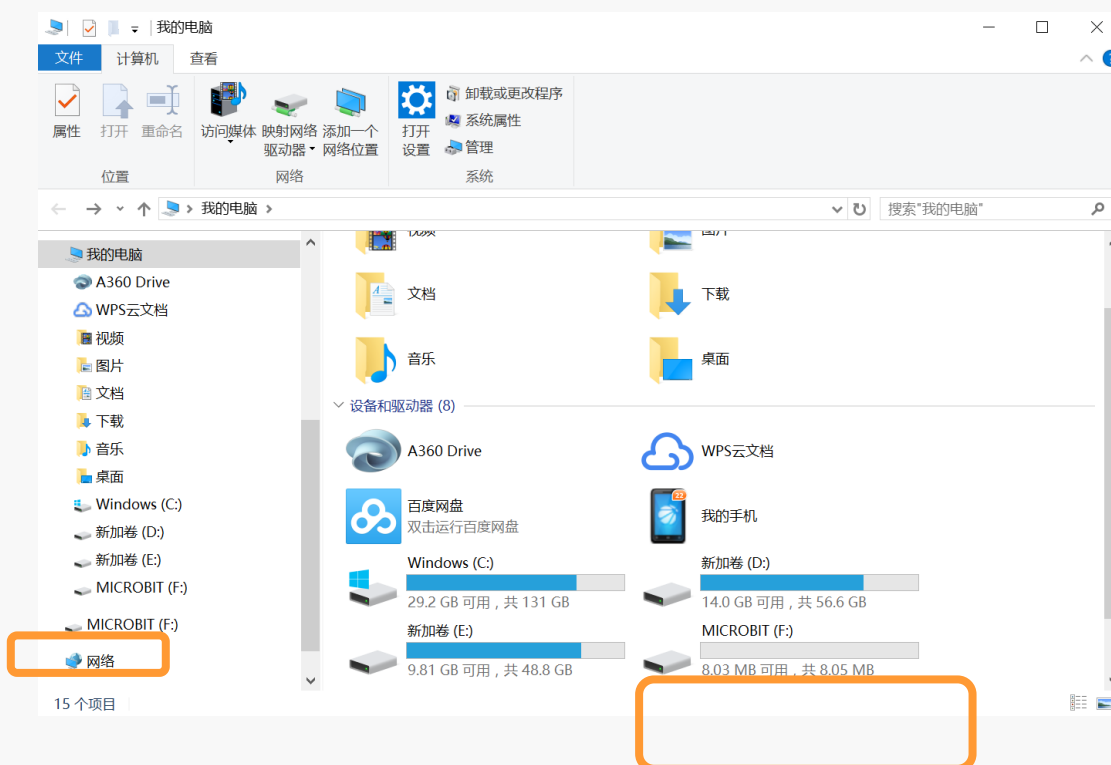 我的电脑
文件 计算机 查看
属性 打开 重命名 访问媒体 映射网络驱动器 添加一个网络位置 打开设置 卸载或更改程序
系统属性
管理
位置 网络 系统
我的电脑 搜索"我的电脑"
我的电脑
A360 Drive
WPS云文档
视频
图片
文档
下载
音乐
桌面
Windows (C:)
新加卷 (D:)
新加卷 (E:)
MICROBIT (F:)
MICROBIT (F:)
网络
视频 图片
文档 下载
音乐 桌面
设备和驱动器 (8)
A360 Drive WPS云文档
百度网盘
双击运行百度网盘
22
我的手机
Windows (C:)
29.2 GB 可用，共 131 GB
新加卷 (D:)
14.0 GB 可用，共 56.6 GB
新加卷 (E:)
9.81 GB 可用，共 48.8 GB
MICROBIT (F:)
8.03 MB 可用，共 8.05 MB
15 个项目